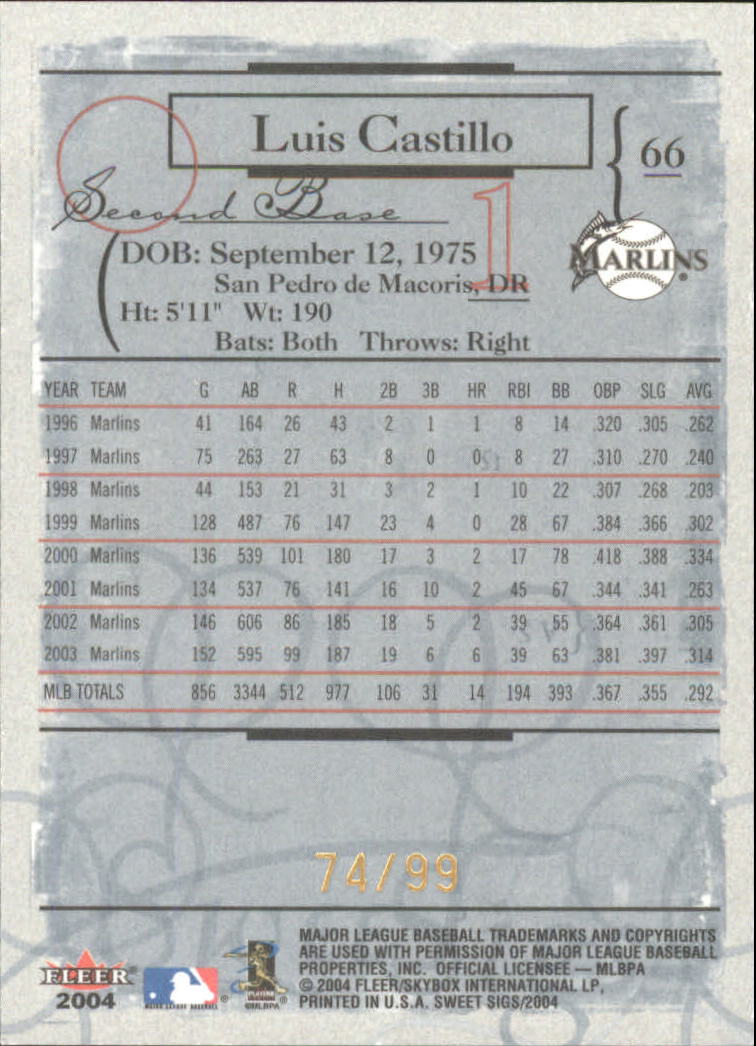 Luis Castillo
66
Second Base
1
MARLINS®
DOB: September 12, 1975
San Pedro de Macoris, DR
Ht: 5'11" Wt: 190
Bats: Both Throws: Right
YEAR TEAM G AB R H 2B 3B HR RBI BB OBP SLG AVG
1996 Marlins 41 164 26 43 2 1 1 8 14 .320 .305 .262
1997 Marlins 75 263 27 63 8 0 0 8 27 .310 .270 .240
1998 Marlins 44 153 21 31 3 2 1 10 22 .307 .268 .203
1999 Marlins 128 487 76 147 23 4 0 28 67 .384 .366 .302
2000 Marlins 136 539 101 180 17 3 2 17 78 .418 .388 .334
2001 Marlins 134 537 76 141 16 10 2 45 67 .344 .341 .263
2002 Marlins 146 606 86 185 18 5 2 39 55 .364 .361 .305
2003 Marlins 152 595 99 187 19 6 6 39 63 .381 .397 .314
MLB TOTALS 856 3344 512 977 106 31 14 194 393 .367 .355 .292
74/99
MAJOR LEAGUE BASEBALL TRADEMARKS AND COPYRIGHTS
ARE USED WITH PERMISSION OF MAJOR LEAGUE BASEBALL
PROPERTIES, INC. OFFICIAL LICENSEE — MLBPA
© 2004 FLEER/SKYBOX INTERNATIONAL LP,
PRINTED IN U.S.A. SWEET SIGS/2004
FLEER
2004
MAJOR LEAGUE BASEBALL®
©MLBPA